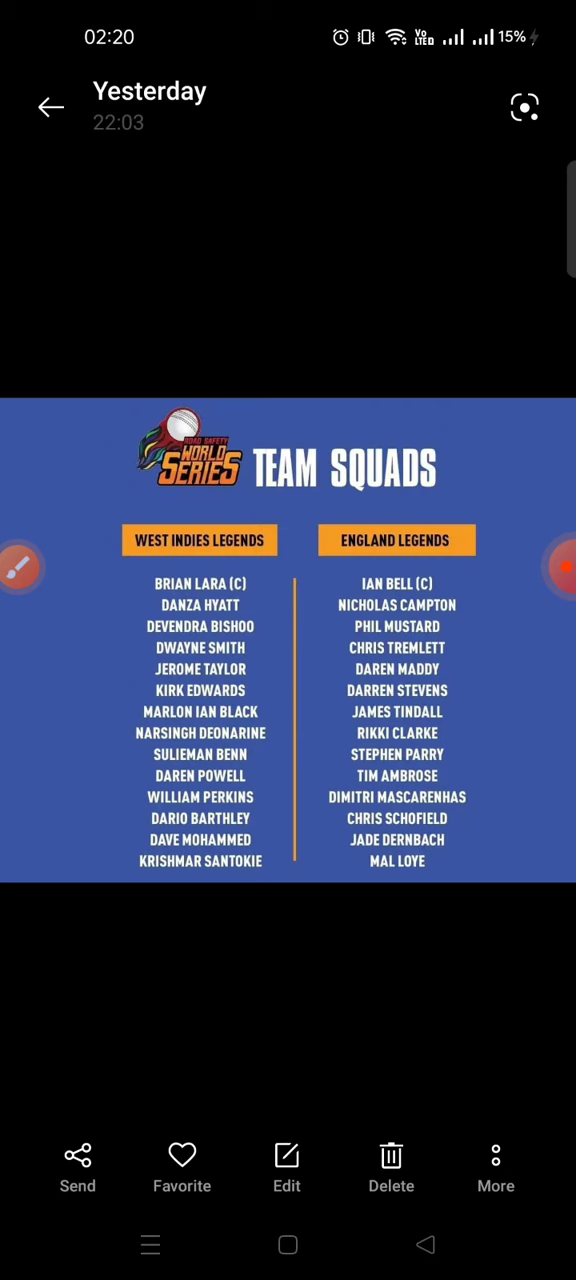 02:20
Vo
LTE
15%
Yesterday
22:03
ROAD SAFETY
WORLD
SERIES
TEAM SQUADS
WEST INDIES LEGENDS
BRIAN LARA (C)
DANZA HYATT
DEVENDRA BISHOO
DWAYNE SMITH
JEROME TAYLOR
KIRK EDWARDS
MARLON IAN BLACK
NARSINGH DEONARINE
SULIEMAN BENN
DAREN POWELL
WILLIAM PERKINS
DARIO BARTHLEY
DAVE MOHAMMED
KRISHMAR SANTOKIE
ENGLAND LEGENDS
IAN BELL (C)
NICHOLAS CAMPTON
PHIL MUSTARD
CHRIS TREMLETT
DAREN MADDY
DARREN STEVENS
JAMES TINDALL
RIKKI CLARKE
STEPHEN PARRY
TIM AMBROSE
DIMITRI MASCARENHAS
CHRIS SCHOFIELD
JADE DERNBACH
MAL LOYE
Send
Favorite
Edit
Delete
More